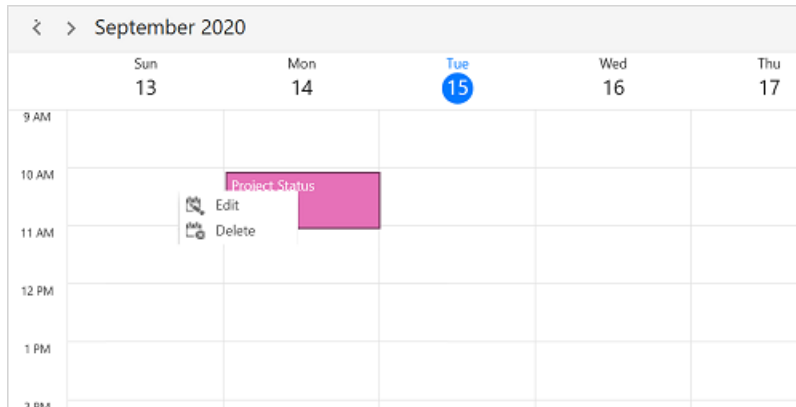 September 2020
Sun Mon Tue Wed Thu
13 14 15 16 17
9 AM
10 AM
Project Status
Edit
11 AM
Delete
12 PM
1 PM